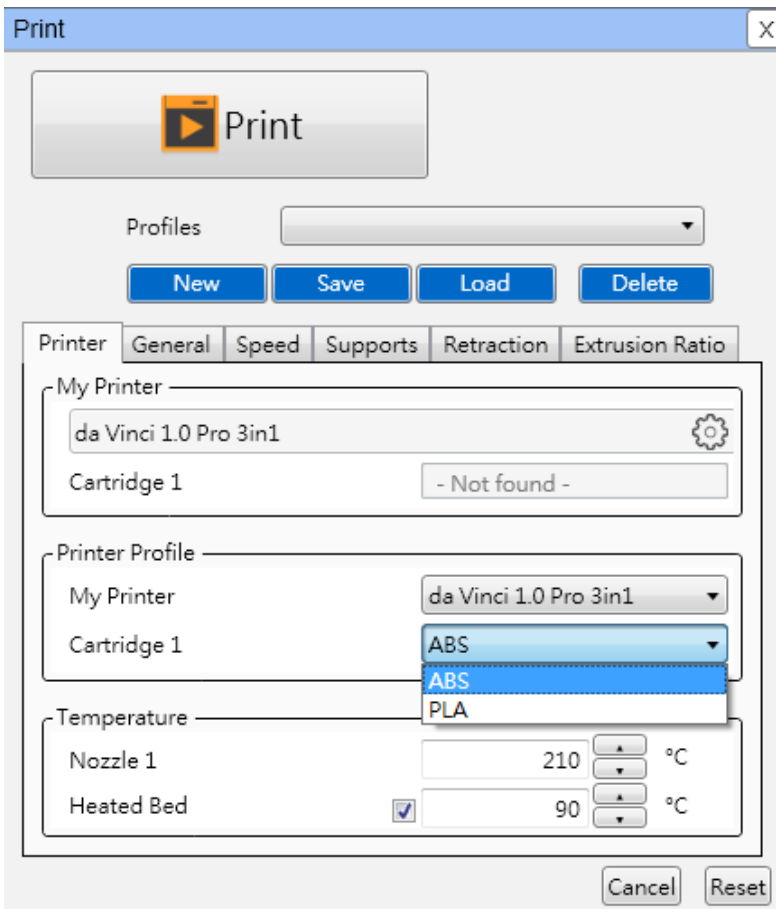 Print
X
Print
Profiles
New Save Load Delete
Printer General Speed Supports Retraction Extrusion Ratio
My Printer
da Vinci 1.0 Pro 3in1
Cartridge 1 - Not found -
Printer Profile
My Printer da Vinci 1.0 Pro 3in1
Cartridge 1 ABS
ABS
PLA
Temperature
Nozzle 1 210 °C
Heated Bed 90 °C
Cancel Reset